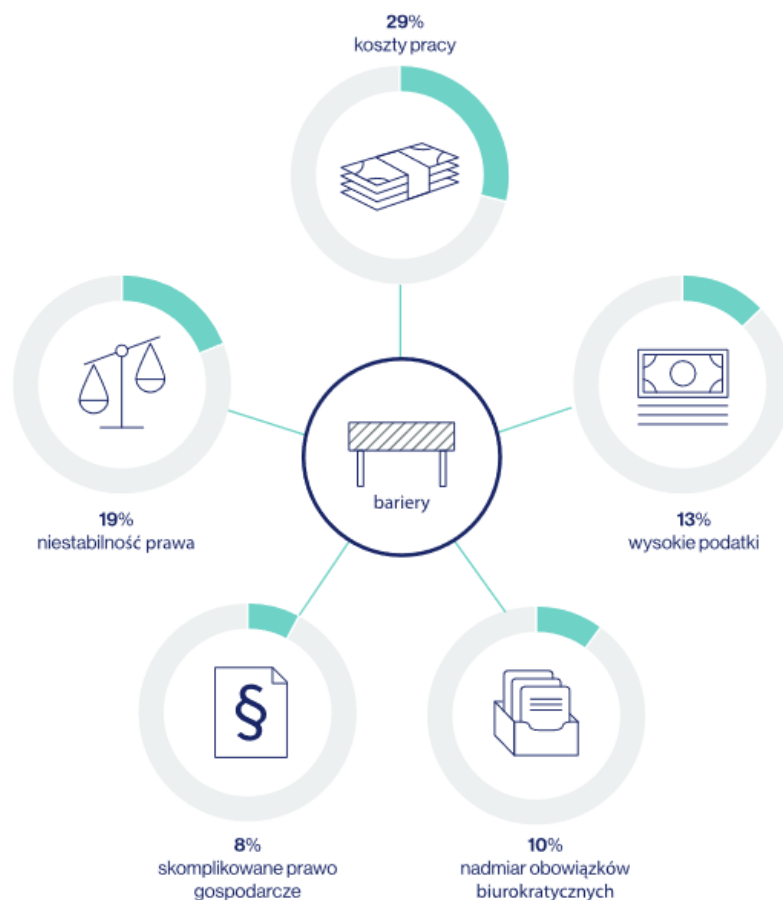 29%
koszty pracy
19%
niestabilność prawa
bariery
13%
wysokie podatki
8%
skomplikowane prawo
gospodarcze
§
10%
nadmiar obowiązków
biurokratycznych